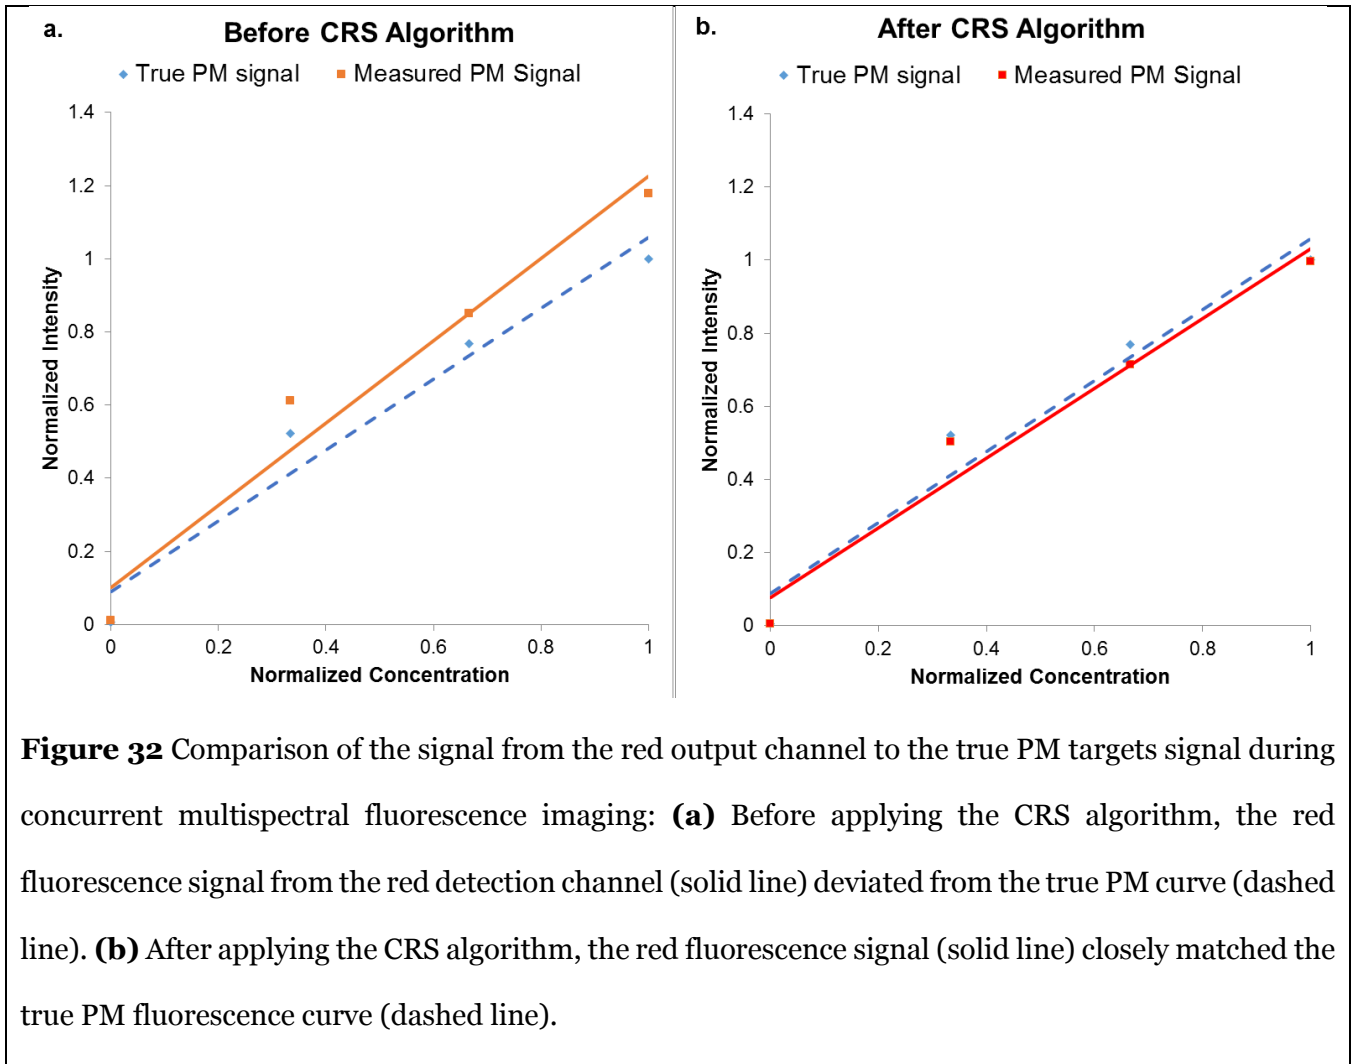 a.
Before CRS Algorithm
True PM signal
Measured PM Signal
1.4
1.2
1
0.8
0.6
0.4
0.2
0
Normalized Intensity
0 0.2 0.4 0.6 0.8 1
Normalized Concentration
b.
After CRS Algorithm
True PM signal
Measured PM Signal
1.4
1.2
1
0.8
0.6
0.4
0.2
0
Normalized Intensity
0 0.2 0.4 0.6 0.8 1
Normalized Concentration
Figure 32 Comparison of the signal from the red output channel to the true PM targets signal during
concurrent multispectral fluorescence imaging: (a) Before applying the CRS algorithm, the red
fluorescence signal from the red detection channel (solid line) deviated from the true PM curve (dashed
line). (b) After applying the CRS algorithm, the red fluorescence signal (solid line) closely matched the
true PM fluorescence curve (dashed line).